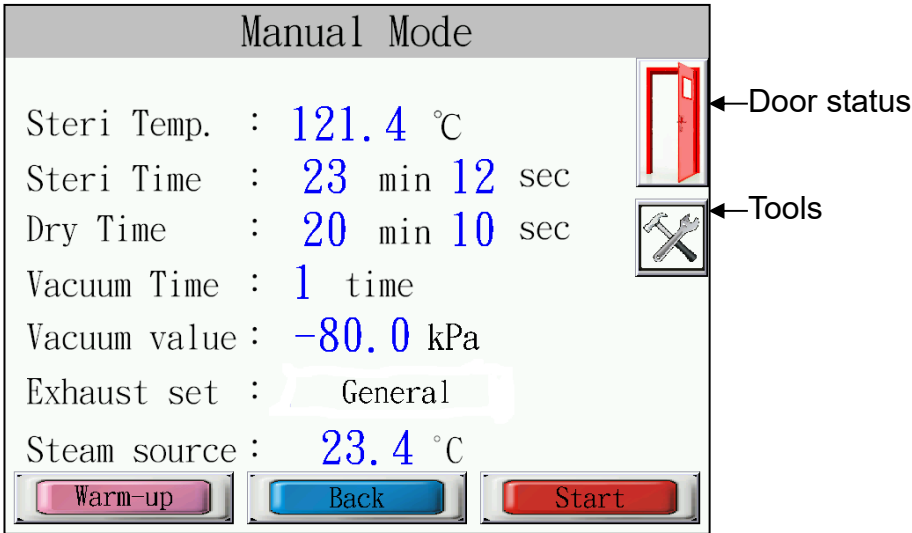 Manual Mode
Door status
Steri Temp. : 121.4 ℃
Steri Time : 23 min 12 sec
Tools
Dry Time : 20 min 10 sec
Vacuum Time : 1 time
Vacuum value : -80.0 kPa
Exhaust set : General
Steam source : 23.4 ℃
Warm-up Back Start